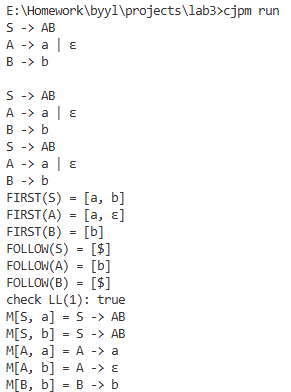 E:\Homework\byyl\projects\lab3>cjpm run
S -> AB
A -> a | ε
B -> b

S -> AB
A -> a | ε
B -> b
S -> AB
A -> a | ε
B -> b
FIRST(S) = [a, b]
FIRST(A) = [a, ε]
FIRST(B) = [b]
FOLLOW(S) = [$]
FOLLOW(A) = [b]
FOLLOW(B) = [$]
check LL(1): true
M[S, a] = S -> AB
M[S, b] = S -> AB
M[A, a] = A -> a
M[A, b] = A -> ε
M[B, b] = B -> b